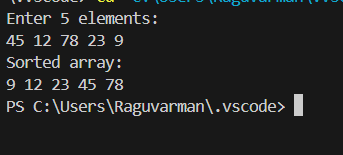 Enter 5 elements:
45 12 78 23 9
Sorted array:
9 12 23 45 78
PS C:\Users\Raguvarman\.vscode>